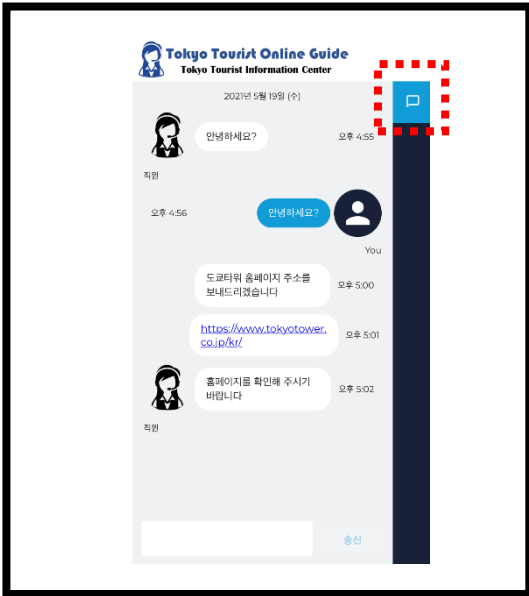 Tokyo Tourist Online Guide
Tokyo Tourist Information Center
2021년 5월 19일 (수)
안녕하세요?
오후 4:55
직원
오후 4:56
안녕하세요?
You
도쿄타워 홈페이지 주소를
보내드리겠습니다
오후 5:00
https://www.tokyotower.
co.jp/kr/
오후 5:01
홈페이지를 확인해 주시기
바랍니다
오후 5:02
직원
송신